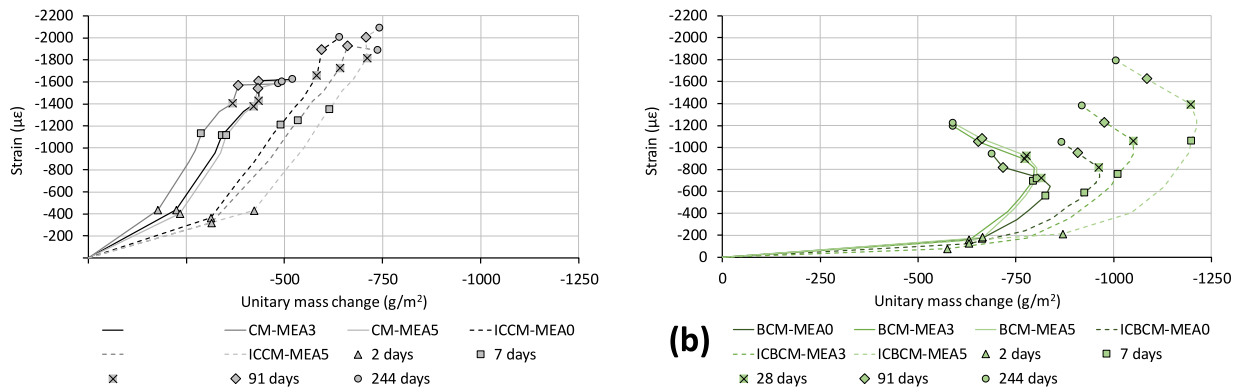 -2200
-2000
-1800
-1600
-1400
-1200
-1000
-800
-600
-400
-200
Strain (µε)
-500 -750 -1000 -1250
Unitary mass change (g/m²)
CM-MEA3 CM-MEA5 ICCM-MEA0
ICCM-MEA5 2 days 7 days
91 days 244 days
-2200
-2000
-1800
-1600
-1400
-1200
-1000
-800
-600
-400
-200
0
Strain (µε)
0 -250 -500 -750 -1000 -1250
Unitary mass change (g/m²)
(b)
BCM-MEA0 BCM-MEA3 BCM-MEA5 ICBCM-MEA0
ICBCM-MEA3 ICBCM-MEA5 2 days 7 days
28 days 91 days 244 days